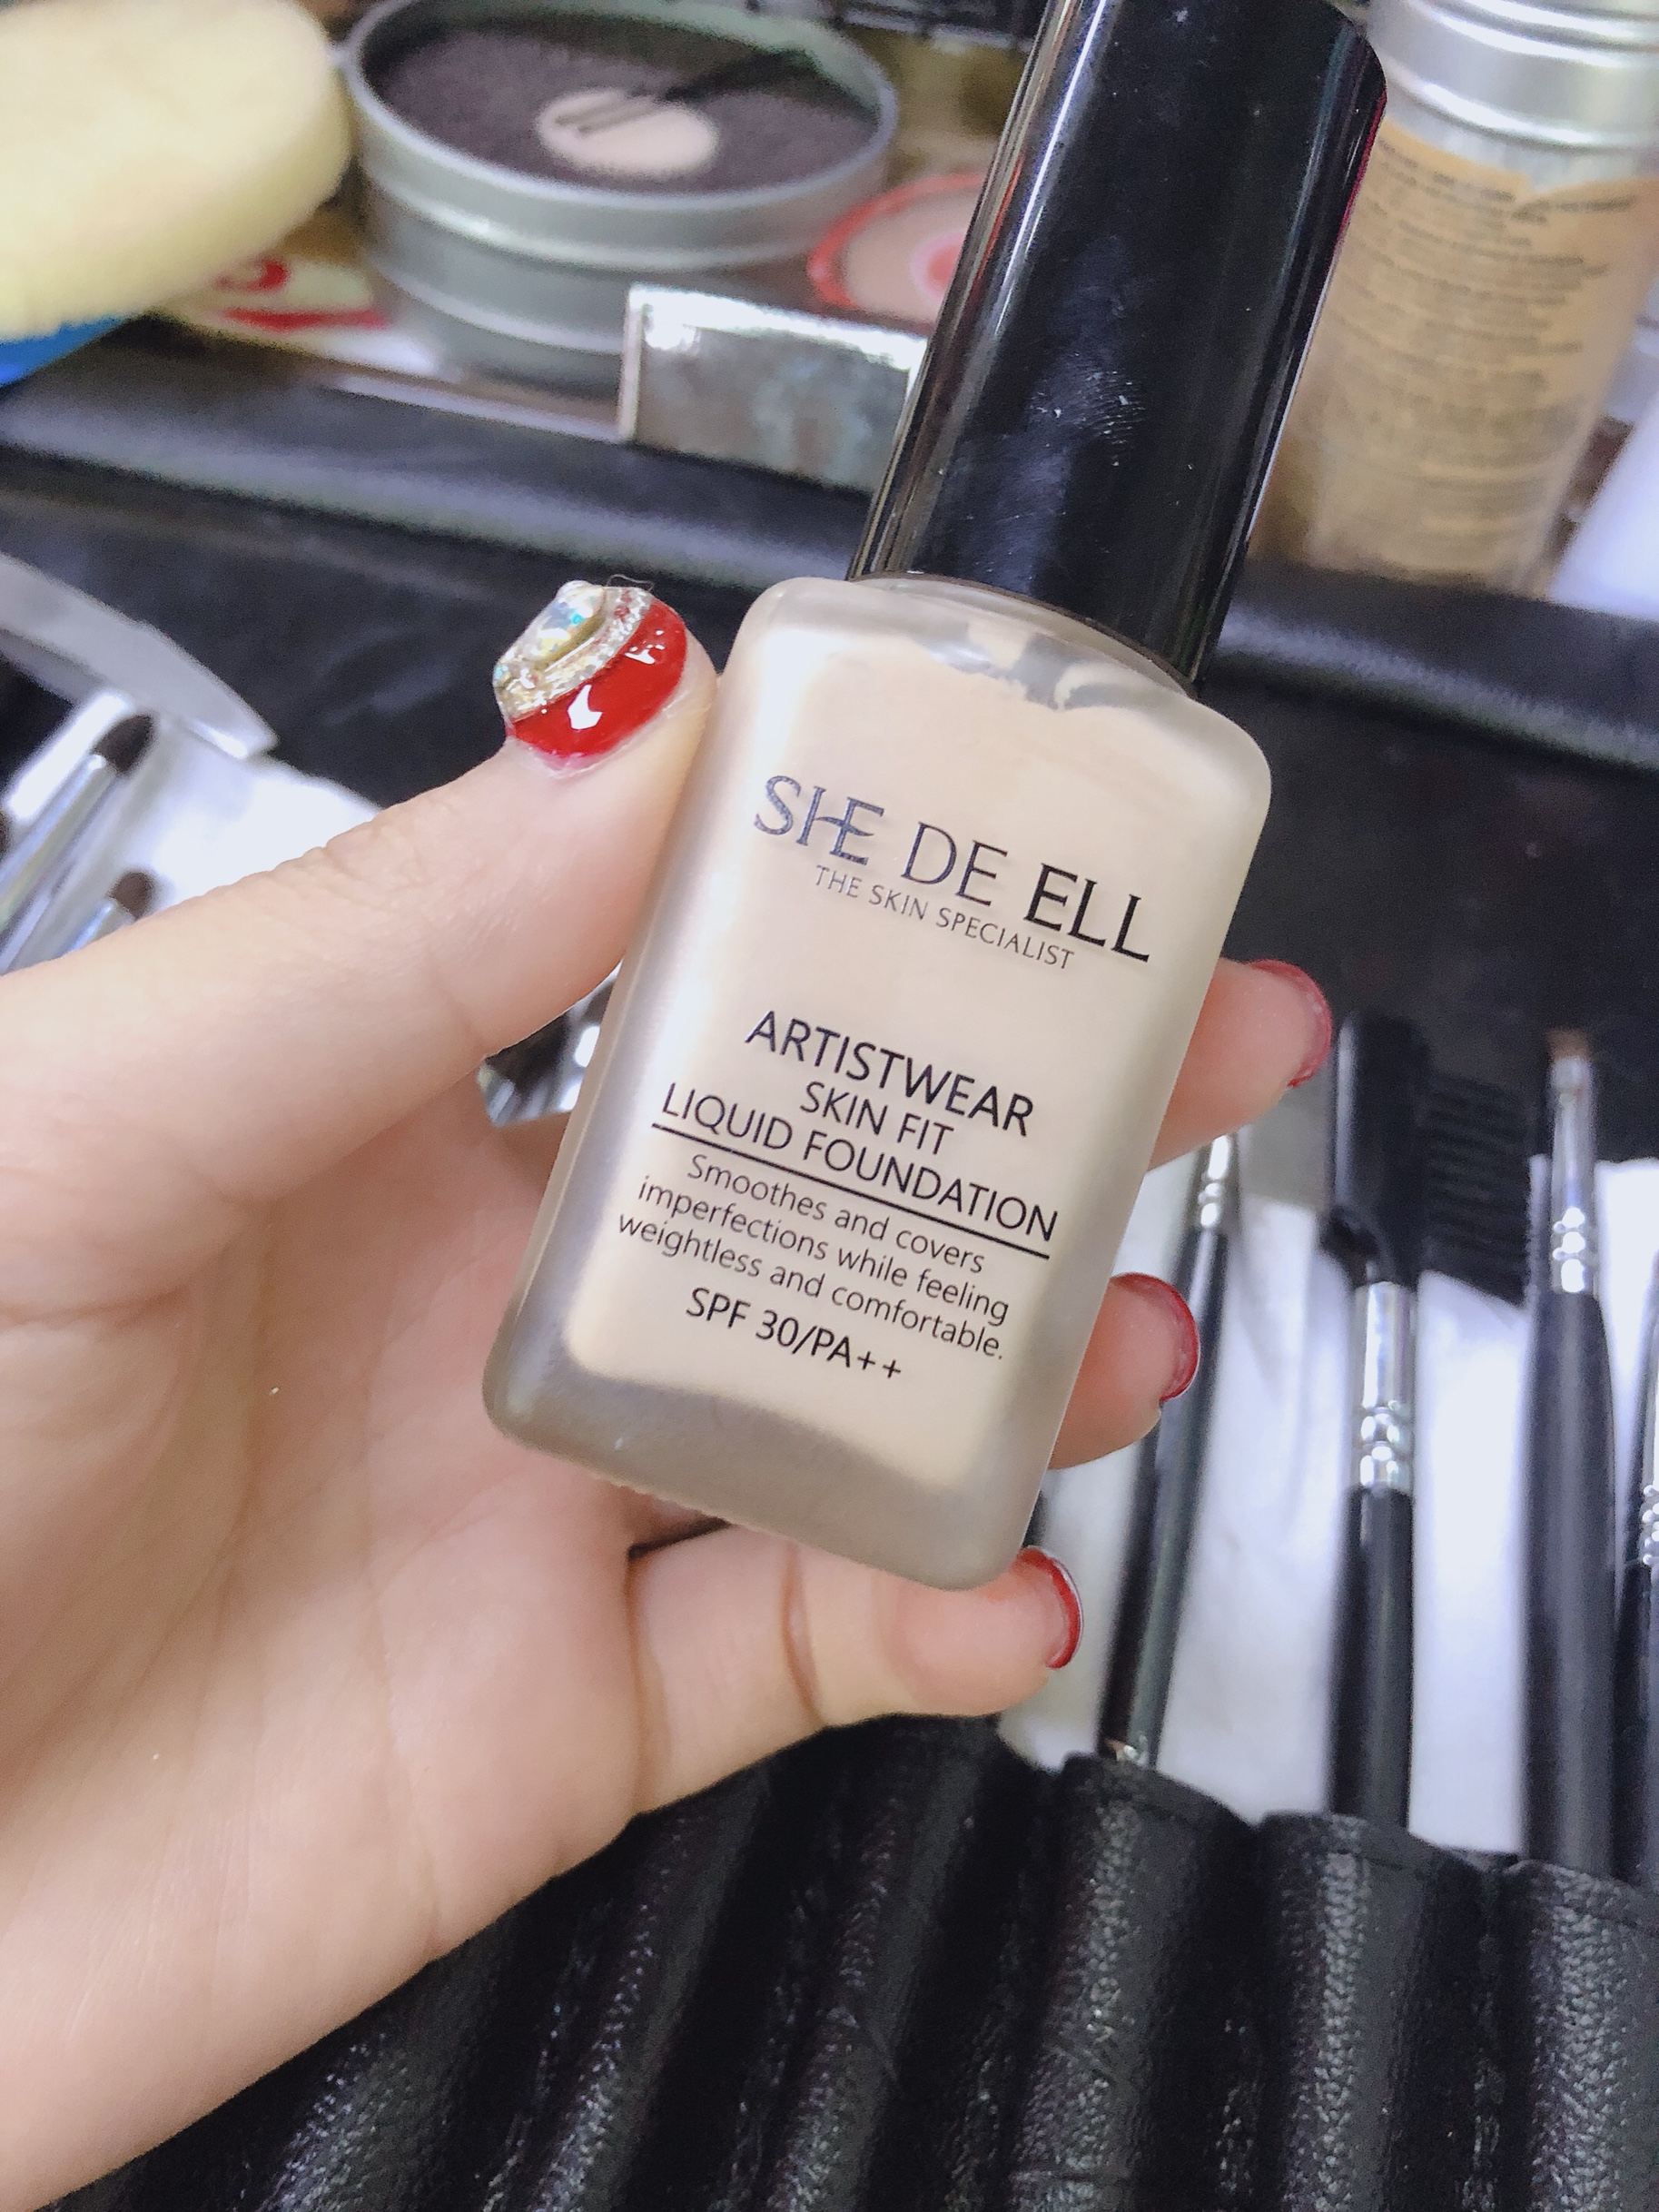 SHE DE ELL
THE SKIN SPECIALIST
ARTISTWEAR
SKIN FIT
LIQUID FOUNDATION
Smoothes and covers
imperfections while feeling
weightless and comfortable.
SPF 30/PA++